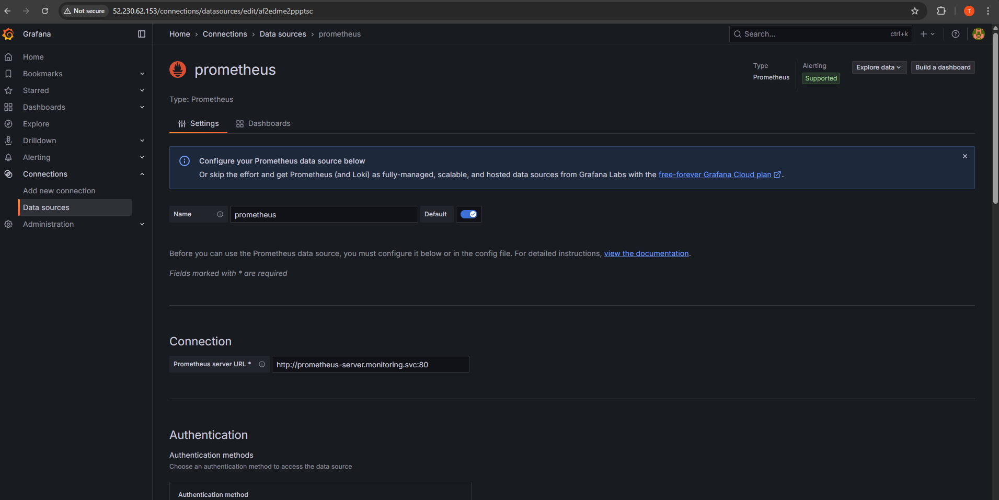 Not secure 52.230.62.153/connections/datasources/edit/af2edme2ppptsc T
Grafana
Home › Connections › Data sources › prometheus
Search... ctrl+k
Home
Bookmarks
Starred
Dashboards
Explore
Drilldown
Alerting
Connections
Add new connection
Data sources
Administration
prometheus
Type
Prometheus
Alerting
Supported
Explore data
Build a dashboard
Type: Prometheus
Settings Dashboards
Configure your Prometheus data source below
Or skip the effort and get Prometheus (and Loki) as fully-managed, scalable, and hosted data sources from Grafana Labs with the free-forever Grafana Cloud plan.
Name prometheus Default
Before you can use the Prometheus data source, you must configure it below or in the config file. For detailed instructions, view the documentation.
Fields marked with * are required
Connection
Prometheus server URL * http://prometheus-server.monitoring.svc:80
Authentication
Authentication methods
Choose an authentication method to access the data source
Authentication method